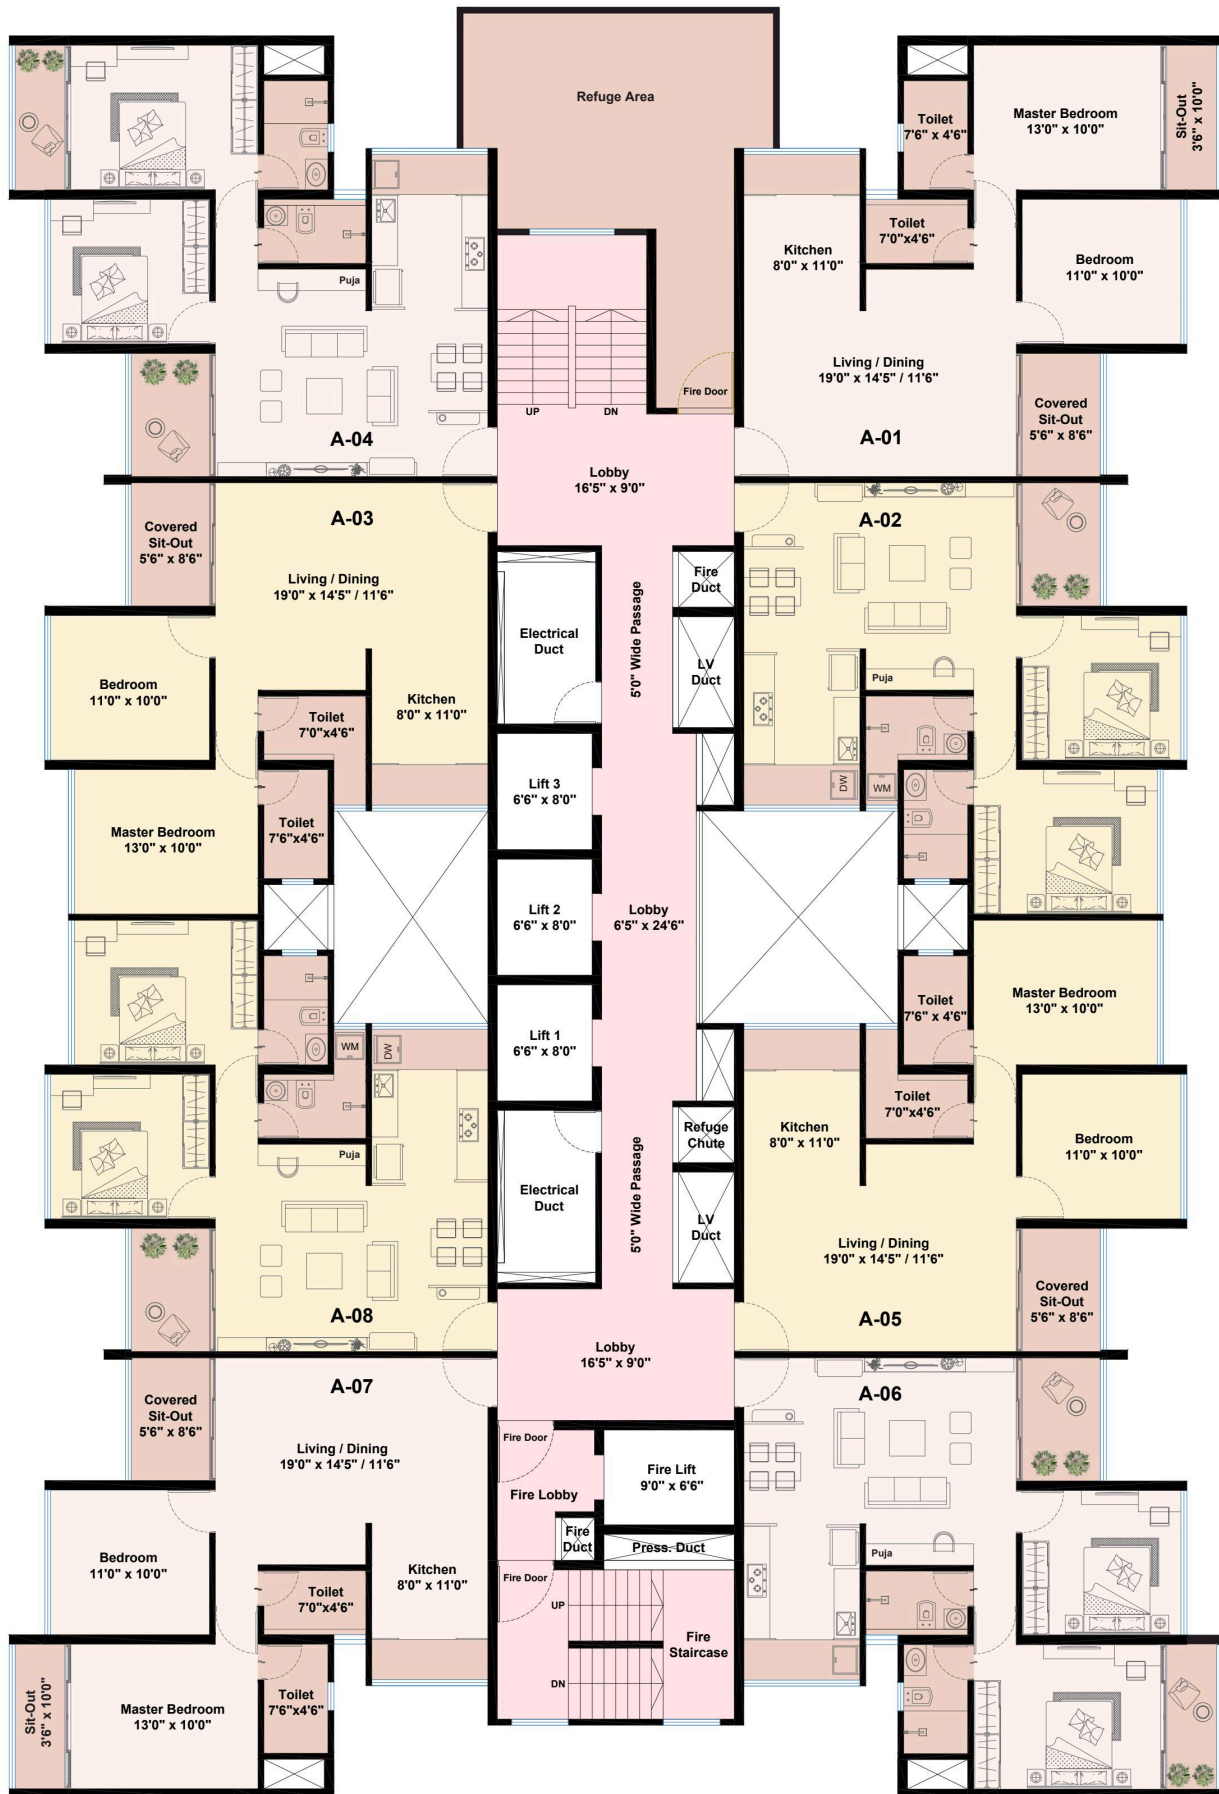 Refuge Area
Toilet
7'6" x 4'6"
Master Bedroom
13'0" x 10'0"
Sit-Out
3'6" x 10'0"
Toilet
7'0"x4'6"
Kitchen
8'0" x 11'0"
Bedroom
11'0" x 10'0"
Puja
Living / Dining
19'0" x 14'5" / 11'6"
Fire Door
Covered
Sit-Out
5'6" x 8'6"
UP
DN
A-04
A-01
Lobby
16'5" x 9'0"
A-03
A-02
Covered
Sit-Out
5'6" x 8'6"
Living / Dining
19'0" x 14'5" / 11'6"
Fire
Duct
5'0" Wide Passage
Electrical
Duct
LV
Duct
Puja
Bedroom
11'0" x 10'0"
Kitchen
8'0" x 11'0"
Toilet
7'0"x4'6"
Lift 3
6'6" x 8'0"
DW
WM
Master Bedroom
13'0" x 10'0"
Toilet
7'6"x4'6"
Lift 2
6'6" x 8'0"
Lobby
6'5" x 24'6"
Toilet
7'6" x 4'6"
Master Bedroom
13'0" x 10'0"
Lift 1
6'6" x 8'0"
WM
DW
Toilet
7'0"x4'6"
Kitchen
8'0" x 11'0"
Refuge
Chute
Bedroom
11'0" x 10'0"
Puja
5'0" Wide Passage
Electrical
Duct
LV
Duct
Living / Dining
19'0" x 14'5" / 11'6"
Covered
Sit-Out
5'6" x 8'6"
A-08
A-05
Lobby
16'5" x 9'0"
A-07
A-06
Covered
Sit-Out
5'6" x 8'6"
Living / Dining
19'0" x 14'5" / 11'6"
Fire Door
Fire Lift
9'0" x 6'6"
Fire Lobby
Fire
Duct
Press. Duct
Puja
Bedroom
11'0" x 10'0"
Kitchen
8'0" x 11'0"
Fire Door
Toilet
7'0"x4'6"
UP
Fire
Staircase
DN
Sit-Out
3'6" x 10'0"
Master Bedroom
13'0" x 10'0"
Toilet
7'6"x4'6"